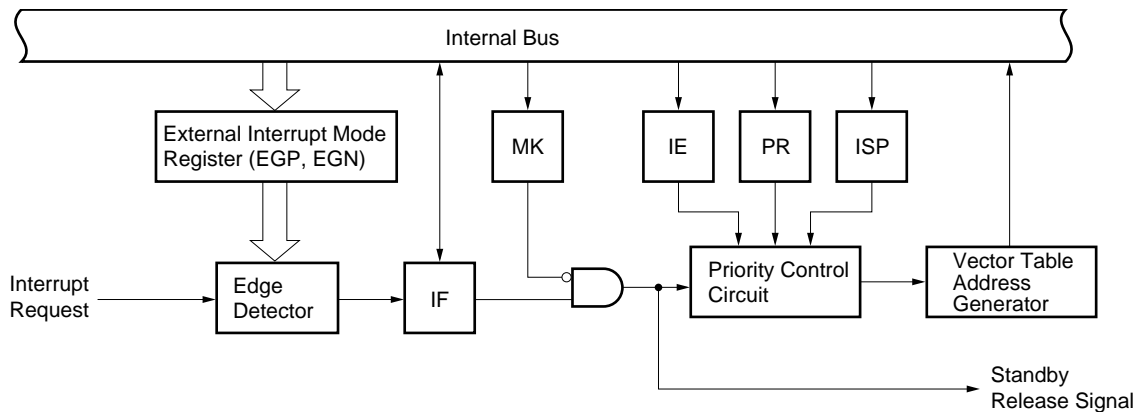 Internal Bus
External Interrupt Mode
Register (EGP, EGN)
MK
IE
PR
ISP
Interrupt
Request
Edge
Detector
IF
Priority Control
Circuit
Vector Table
Address
Generator
Standby
Release Signal